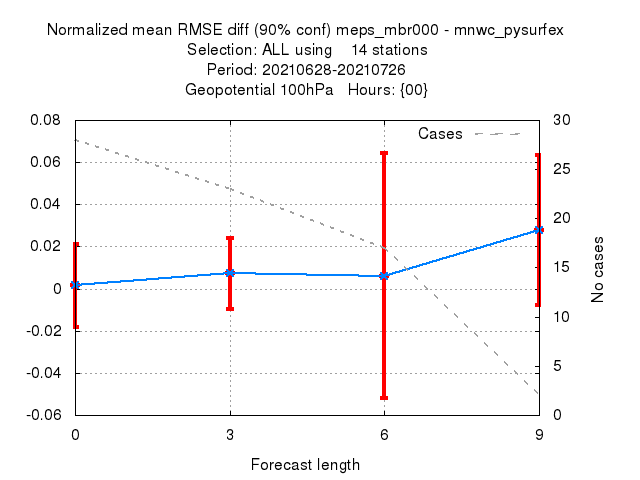 Normalized mean RMSE diff (90% conf) meps_mbr000 - mnwc_pysurfex
Selection: ALL using 14 stations
Period: 20210628-20210726
Geopotential 100hPa Hours: {00}
Cases
0.08
0.06
0.04
0.02
0
-0.02
-0.04
-0.06
30
25
20
15
10
5
0
No cases
0 3 6 9
Forecast length